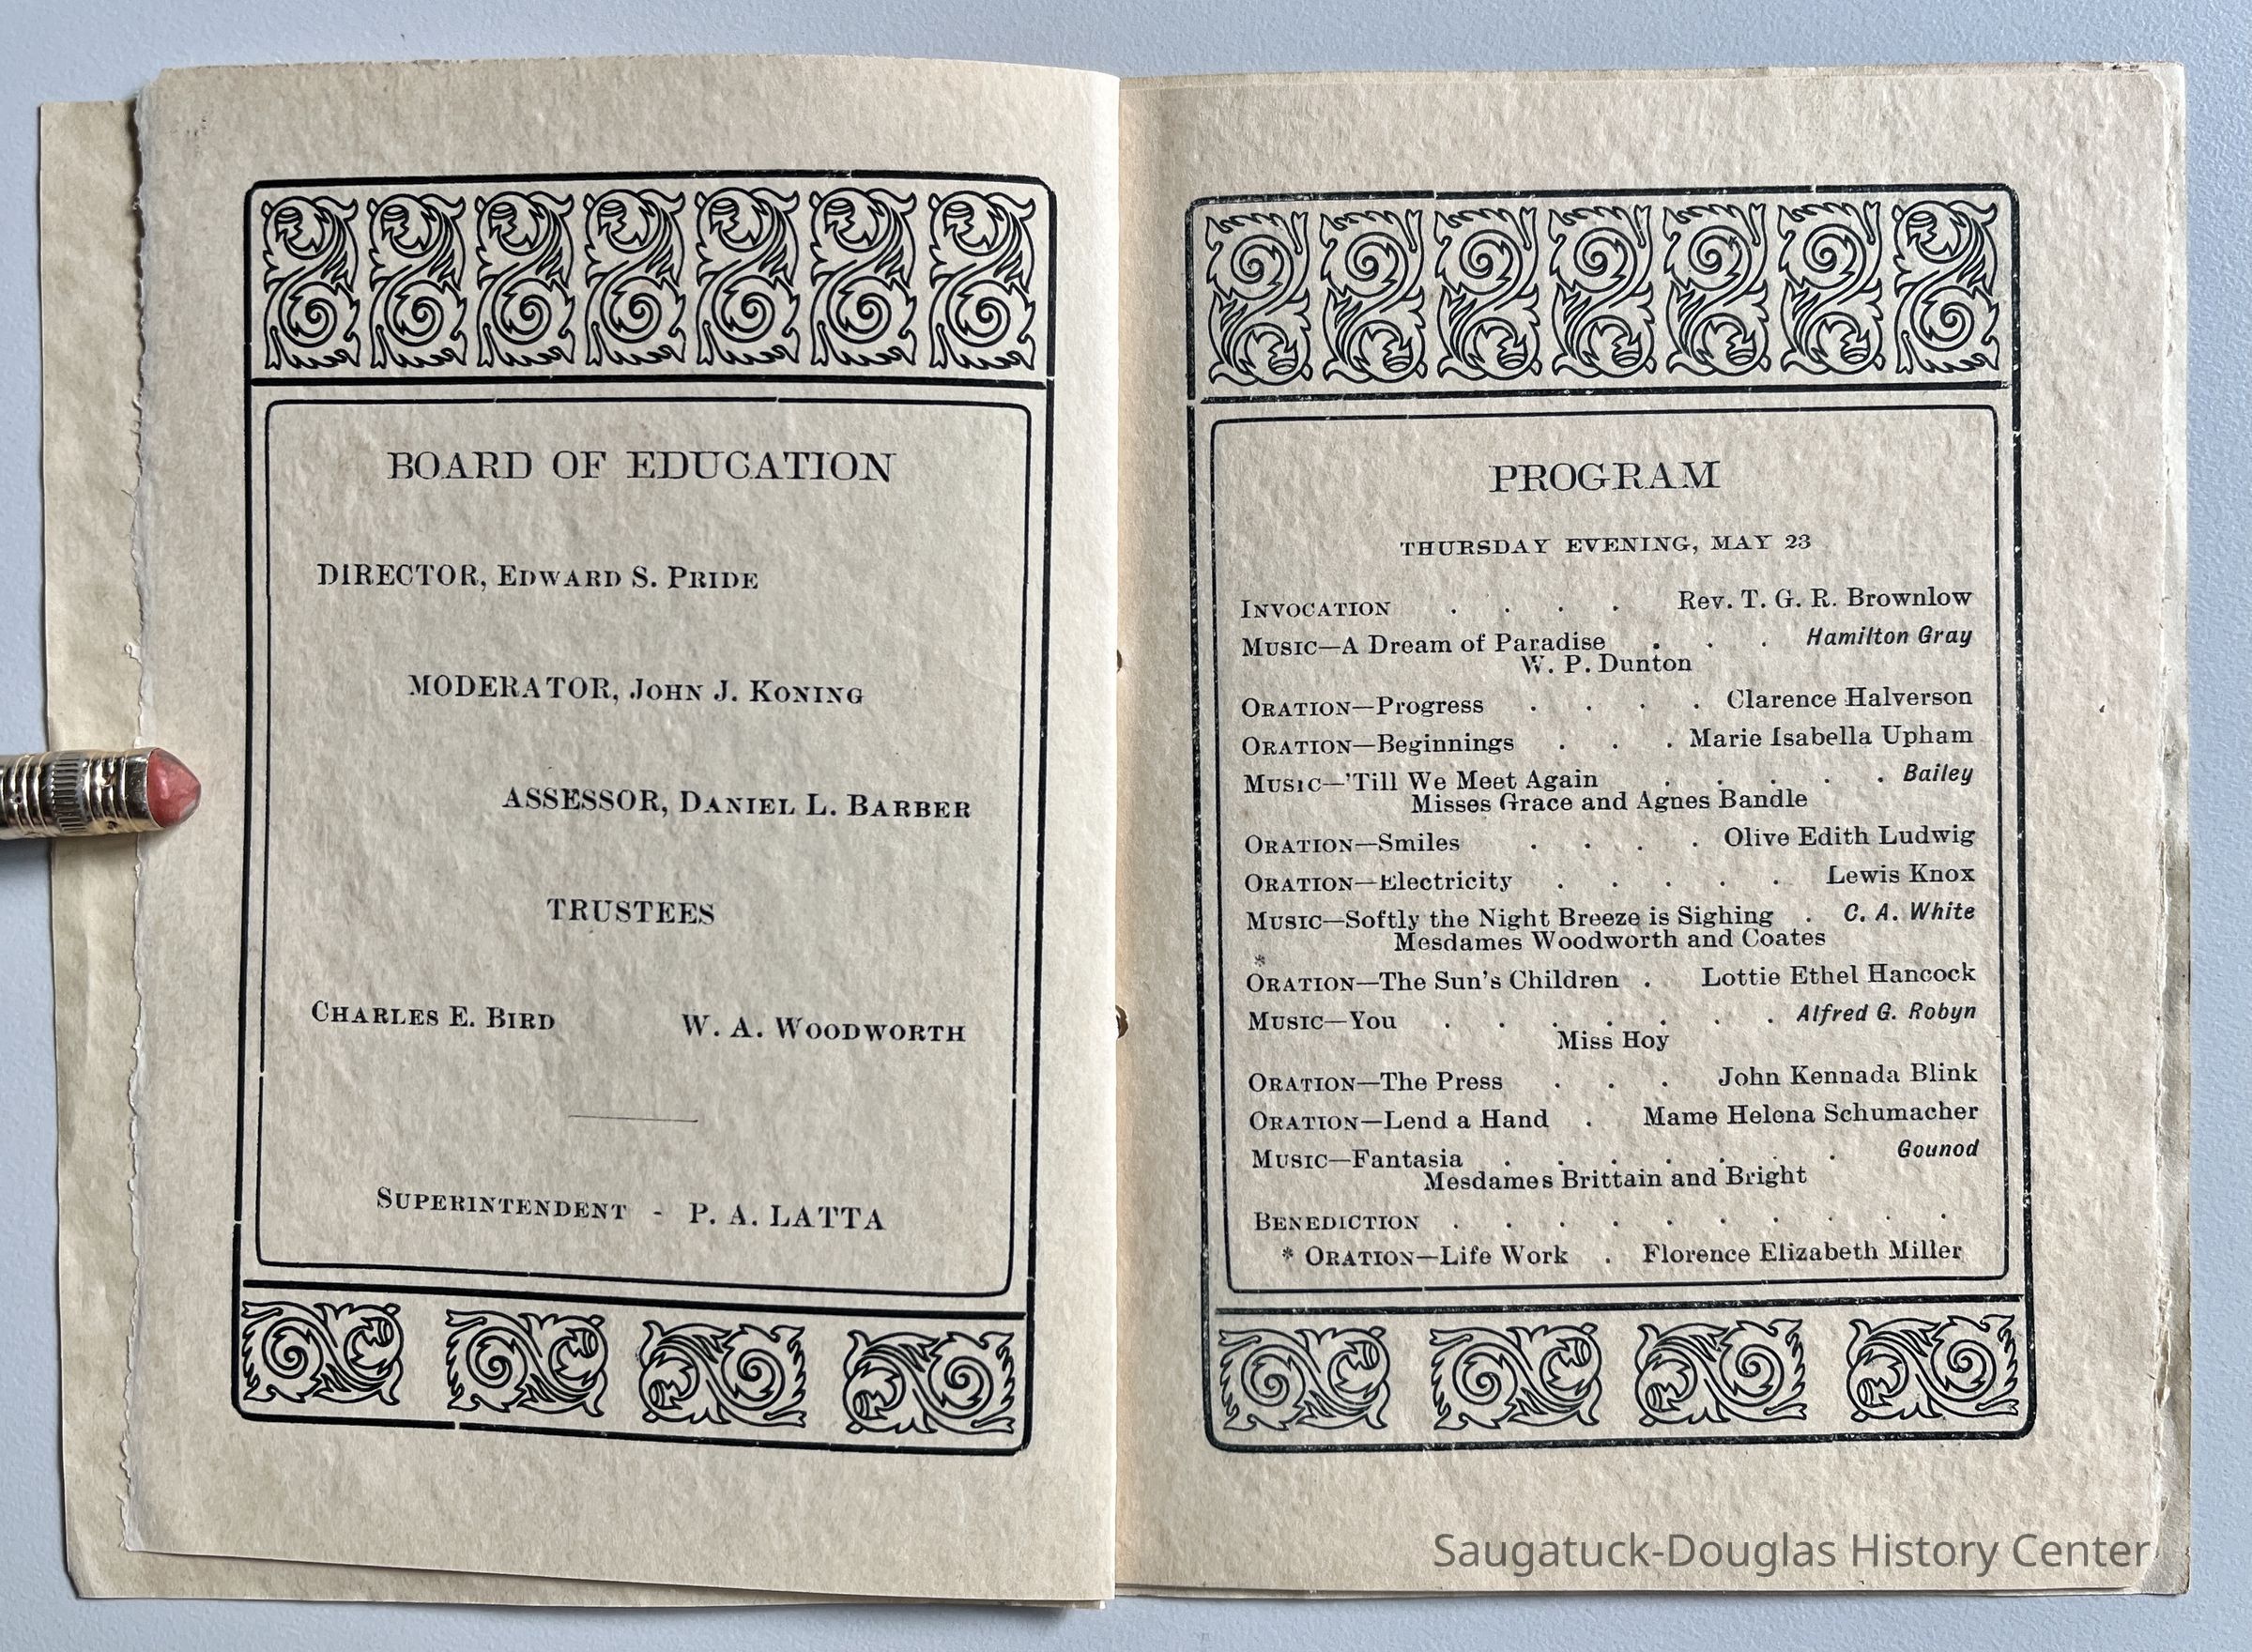 BOARD OF EDUCATION
DIRECTOR, EDWARD S. PRIDE
MODERATOR, JOHN J. KONING
ASSESSOR, DANIEL L. BARBER
TRUSTEES
CHARLES E. BIRD W. A. WOODWORTH
SUPERINTENDENT - P. A. LATTA
PROGRAM
THURSDAY EVENING, MAY 23
INVOCATION . . . . Rev. T. G. R. Brownlow
MUSIC—A Dream of Paradise . . . Hamilton Gray
W. P. Dunton
ORATION—Progress . . . . Clarence Halverson
ORATION—Beginnings . . . Marie Isabella Upham
MUSIC—'Till We Meet Again . . . . . Bailey
Misses Grace and Agnes Bandle
ORATION—Smiles . . . . Olive Edith Ludwig
ORATION—Electricity . . . . . Lewis Knox
MUSIC—Softly the Night Breeze is Sighing . C. A. White
Mesdames Woodworth and Coates
*
ORATION—The Sun's Children . Lottie Ethel Hancock
MUSIC—You . . . . . . . Alfred G. Robyn
Miss Hoy
ORATION—The Press . . . John Kennada Blink
ORATION—Lend a Hand . Mame Helena Schumacher
MUSIC—Fantasia . . . . . . . Gounod
Mesdames Brittain and Bright
BENEDICTION . . . . . . . . . .
* ORATION—Life Work . Florence Elizabeth Miller
Saugatuck-Douglas History Center